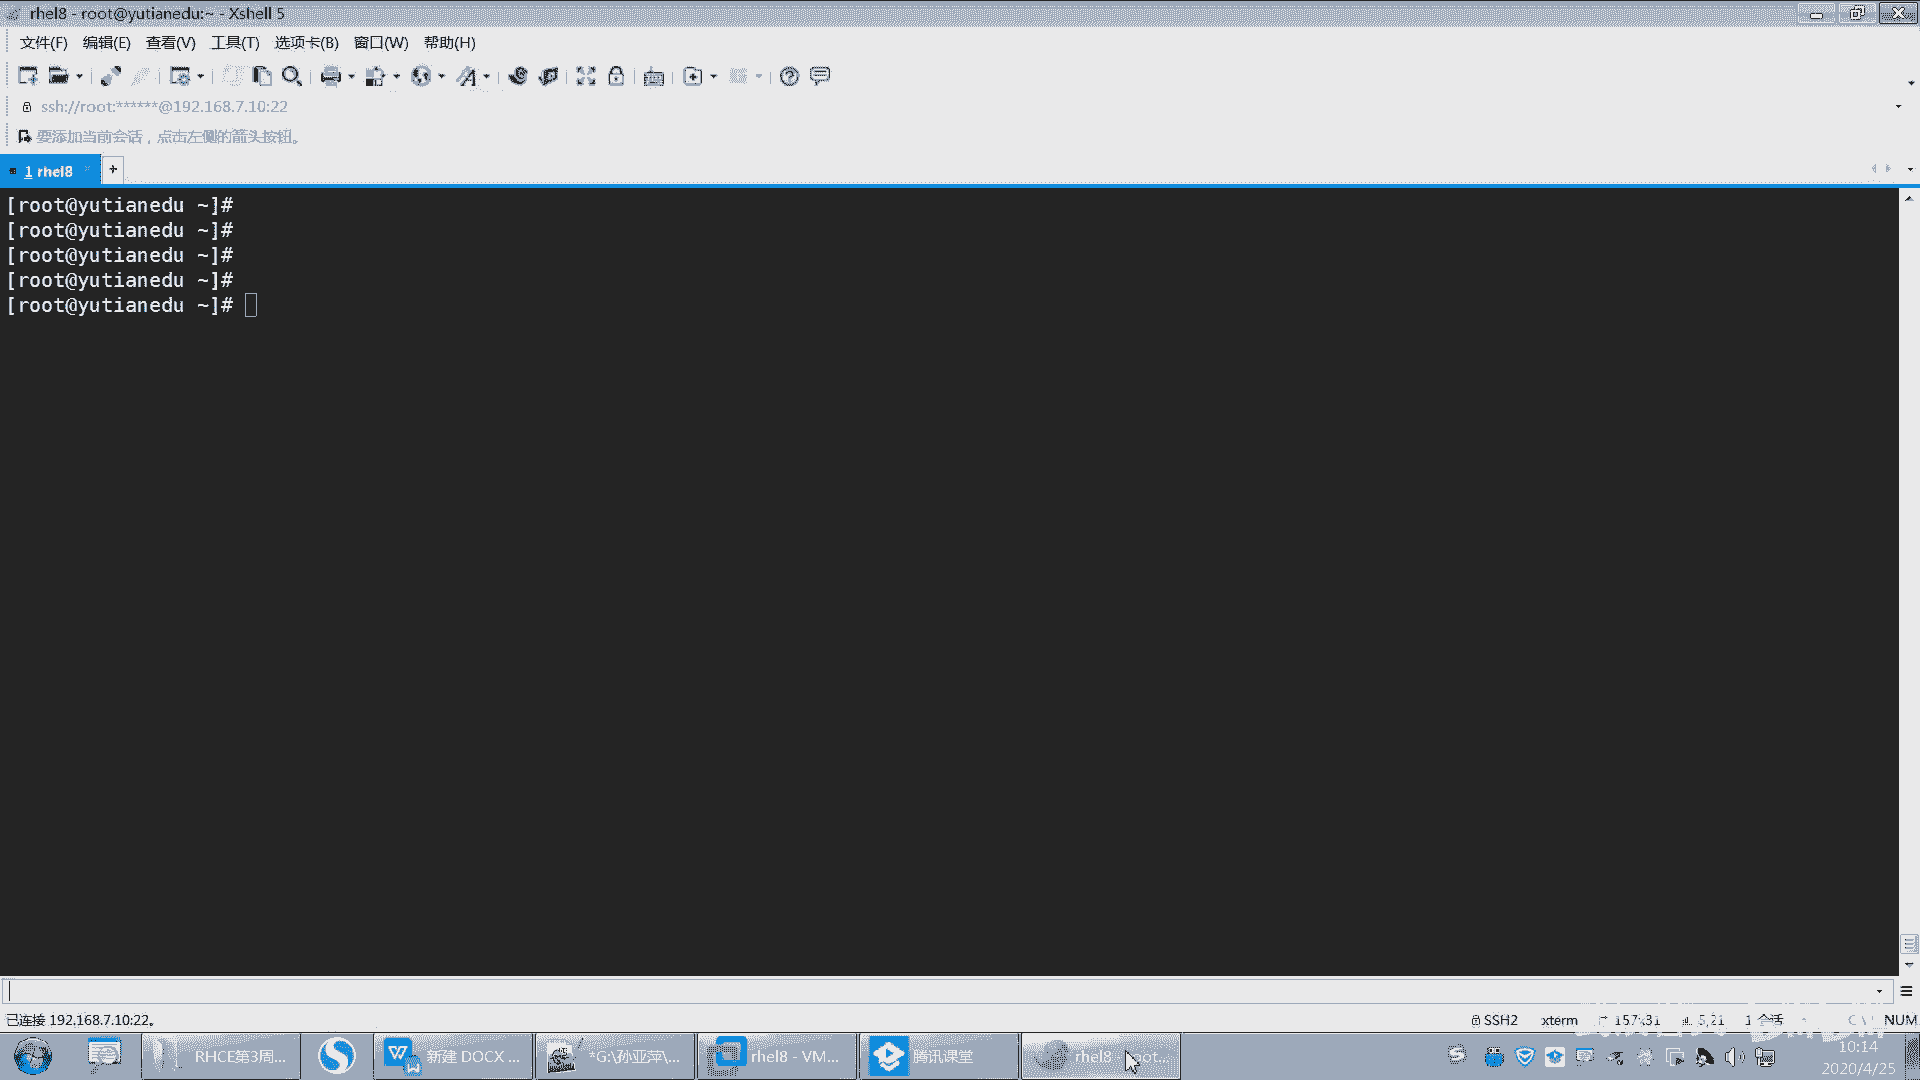 rhel8 - root@yutianedu:~ - Xshell 5
文件(F) 编辑(E) 查看(V) 工具(T) 选项卡(B) 窗口(W) 帮助(H)
ssh://root:******@192.168.7.10:22
要添加当前会话，点击左侧的箭头按钮。
1 rhel8
[root@yutianedu ~]#
[root@yutianedu ~]#
[root@yutianedu ~]#
[root@yutianedu ~]#
[root@yutianedu ~]#
已连接 192.168.7.10:22。
SSH2 xterm 157x31 5,21 1 会话 NUM
RHCE第3周... 新建 DOCX ... *G:\孙亚萍\... rhel8 - VM... 腾讯课堂 rhel8 - root...
10:14
2020/4/25